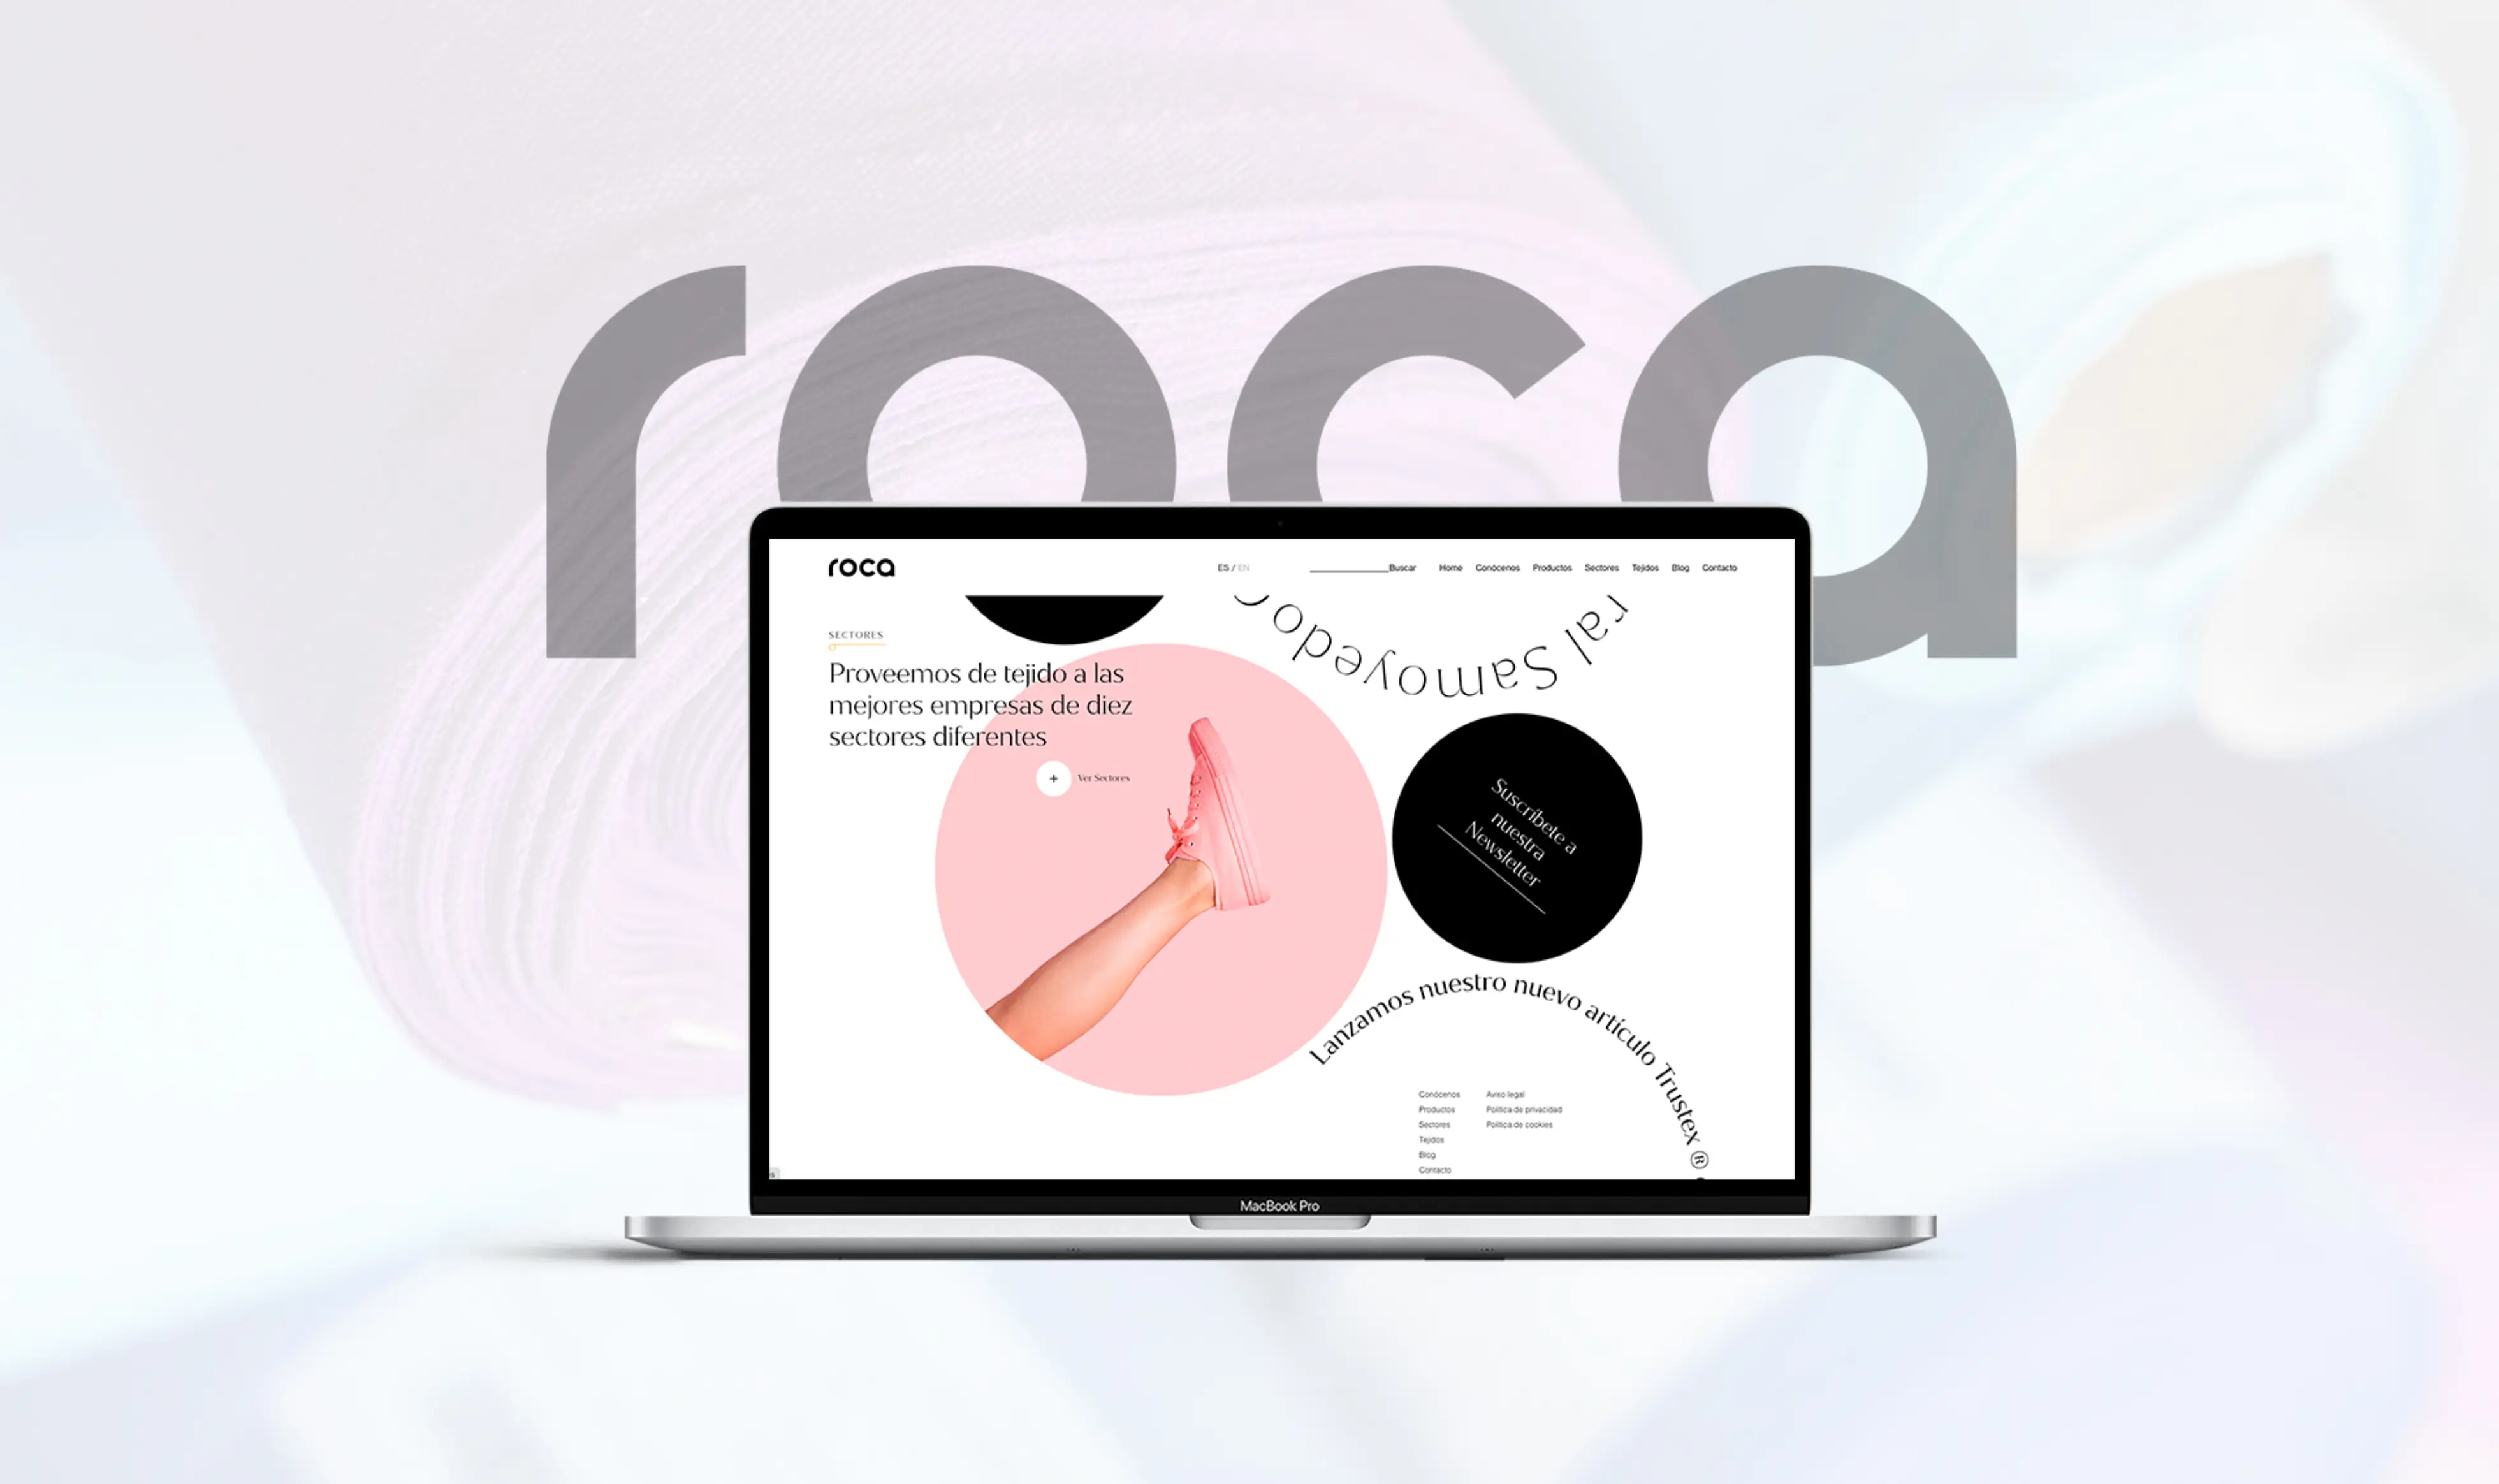 roca
roca
ES / EN
Buscar
Home
Conócenos
Productos
Sectores
Tejidos
Blog
Contacto
ral Samoyedo
SECTORES
Proveemos de tejido a las
mejores empresas de diez
sectores diferentes
+ Ver Sectores
Suscríbete a
nuestra
Newsletter
Lanzamos nuestro nuevo artículo Trustex ®
Conócenos
Productos
Sectores
Tejidos
Blog
Contacto
Aviso legal
Política de privacidad
Política de cookies
MacBook Pro